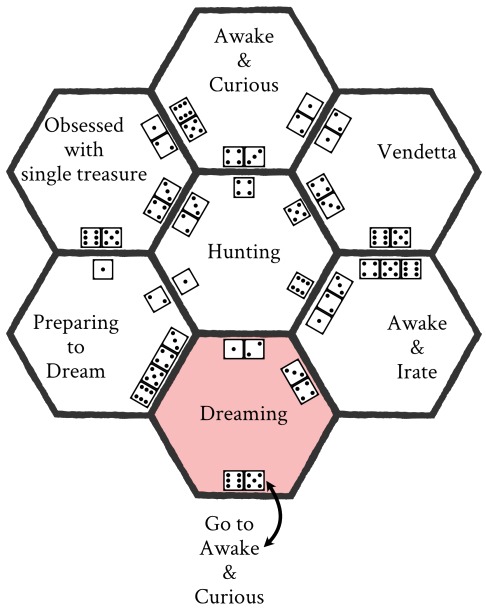 Awake
&
Curious
Obsessed
with
single treasure
Vendetta
Hunting
Preparing
to
Dream
Awake
&
Irate
Dreaming
Go to
Awake
&
Curious